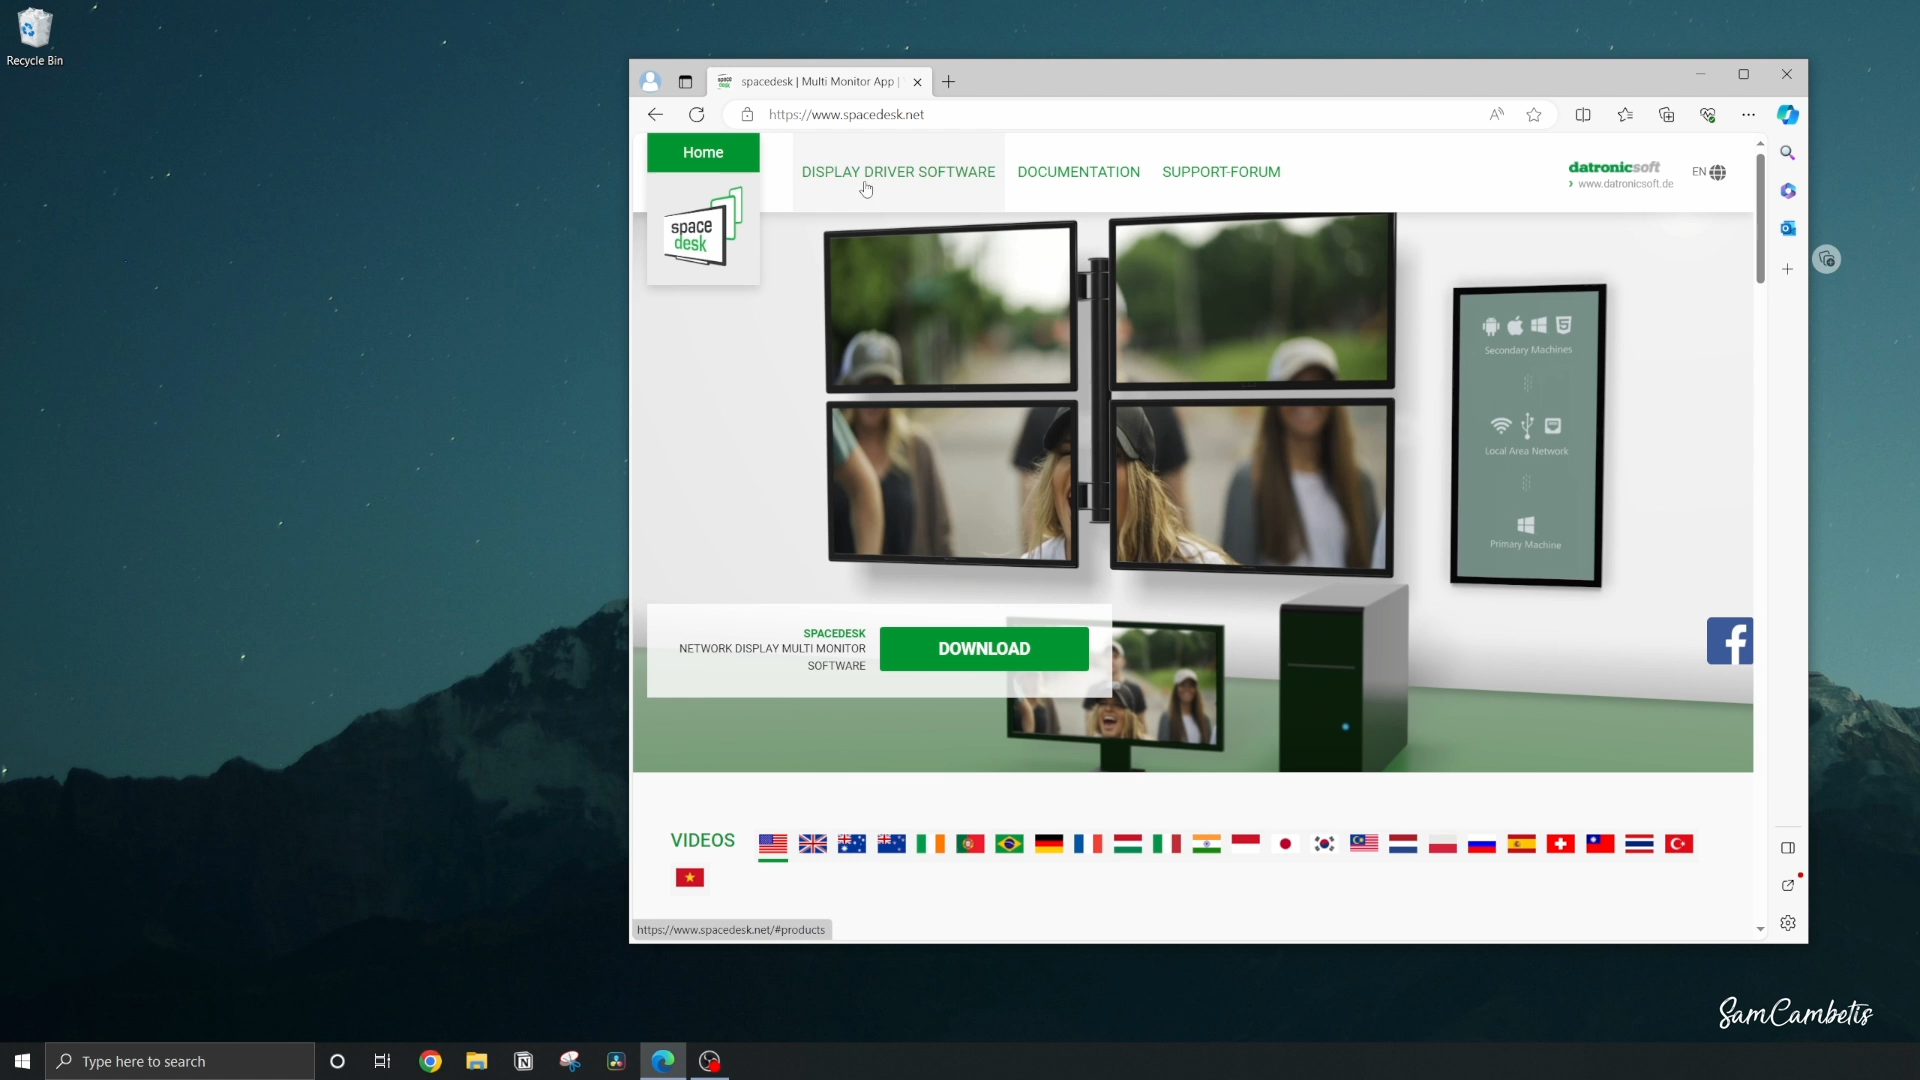 Recycle Bin
spacedesk | Multi Monitor App |
https://www.spacedesk.net
Home
DISPLAY DRIVER SOFTWARE
DOCUMENTATION
SUPPORT-FORUM
datronicsoft
www.datronicsoft.de
EN
space
desk
Secondary Machines
Local Area Network
Primary Machine
SPACEDESK
NETWORK DISPLAY MULTI MONITOR
SOFTWARE
DOWNLOAD
VIDEOS
https://www.spacedesk.net/#products
SamCambetis
Type here to search